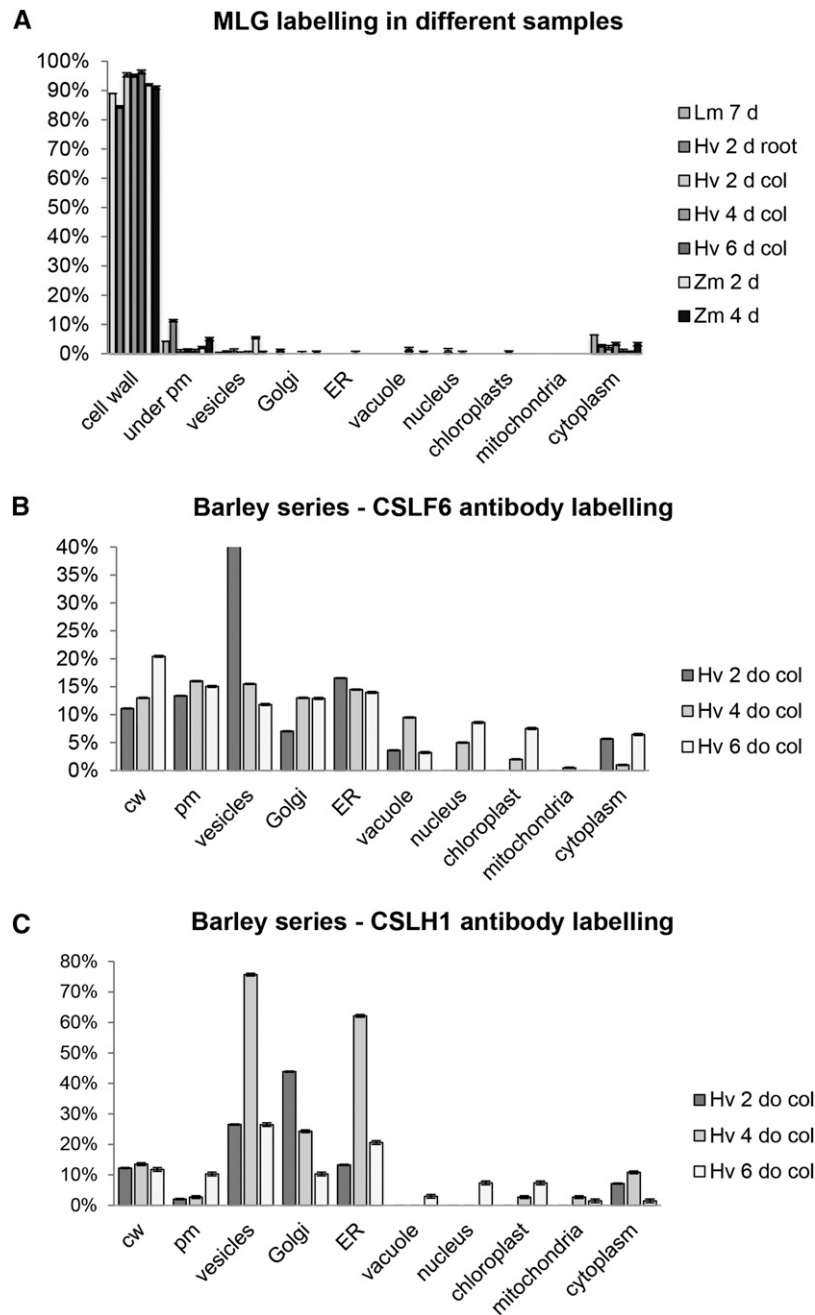 A
MLG labelling in different samples
100%
90%
80%
70%
60%
50%
40%
30%
20%
10%
0%
cell wall
under pm
vesicles
Golgi
ER
vacuole
nucleus
chloroplasts
mitochondria
cytoplasm
Lm 7 d
Hv 2 d root
Hv 2 d col
Hv 4 d col
Hv 6 d col
Zm 2 d
Zm 4 d
B
Barley series - CSLF6 antibody labelling
40%
35%
30%
25%
20%
15%
10%
5%
0%
cw
pm
vesicles
Golgi
ER
vacuole
nucleus
chloroplast
mitochondria
cytoplasm
Hv 2 do col
Hv 4 do col
Hv 6 do col
C
Barley series - CSLH1 antibody labelling
80%
70%
60%
50%
40%
30%
20%
10%
0%
cw
pm
vesicles
Golgi
ER
vacuole
nucleus
chloroplast
mitochondria
cytoplasm
Hv 2 do col
Hv 4 do col
Hv 6 do col